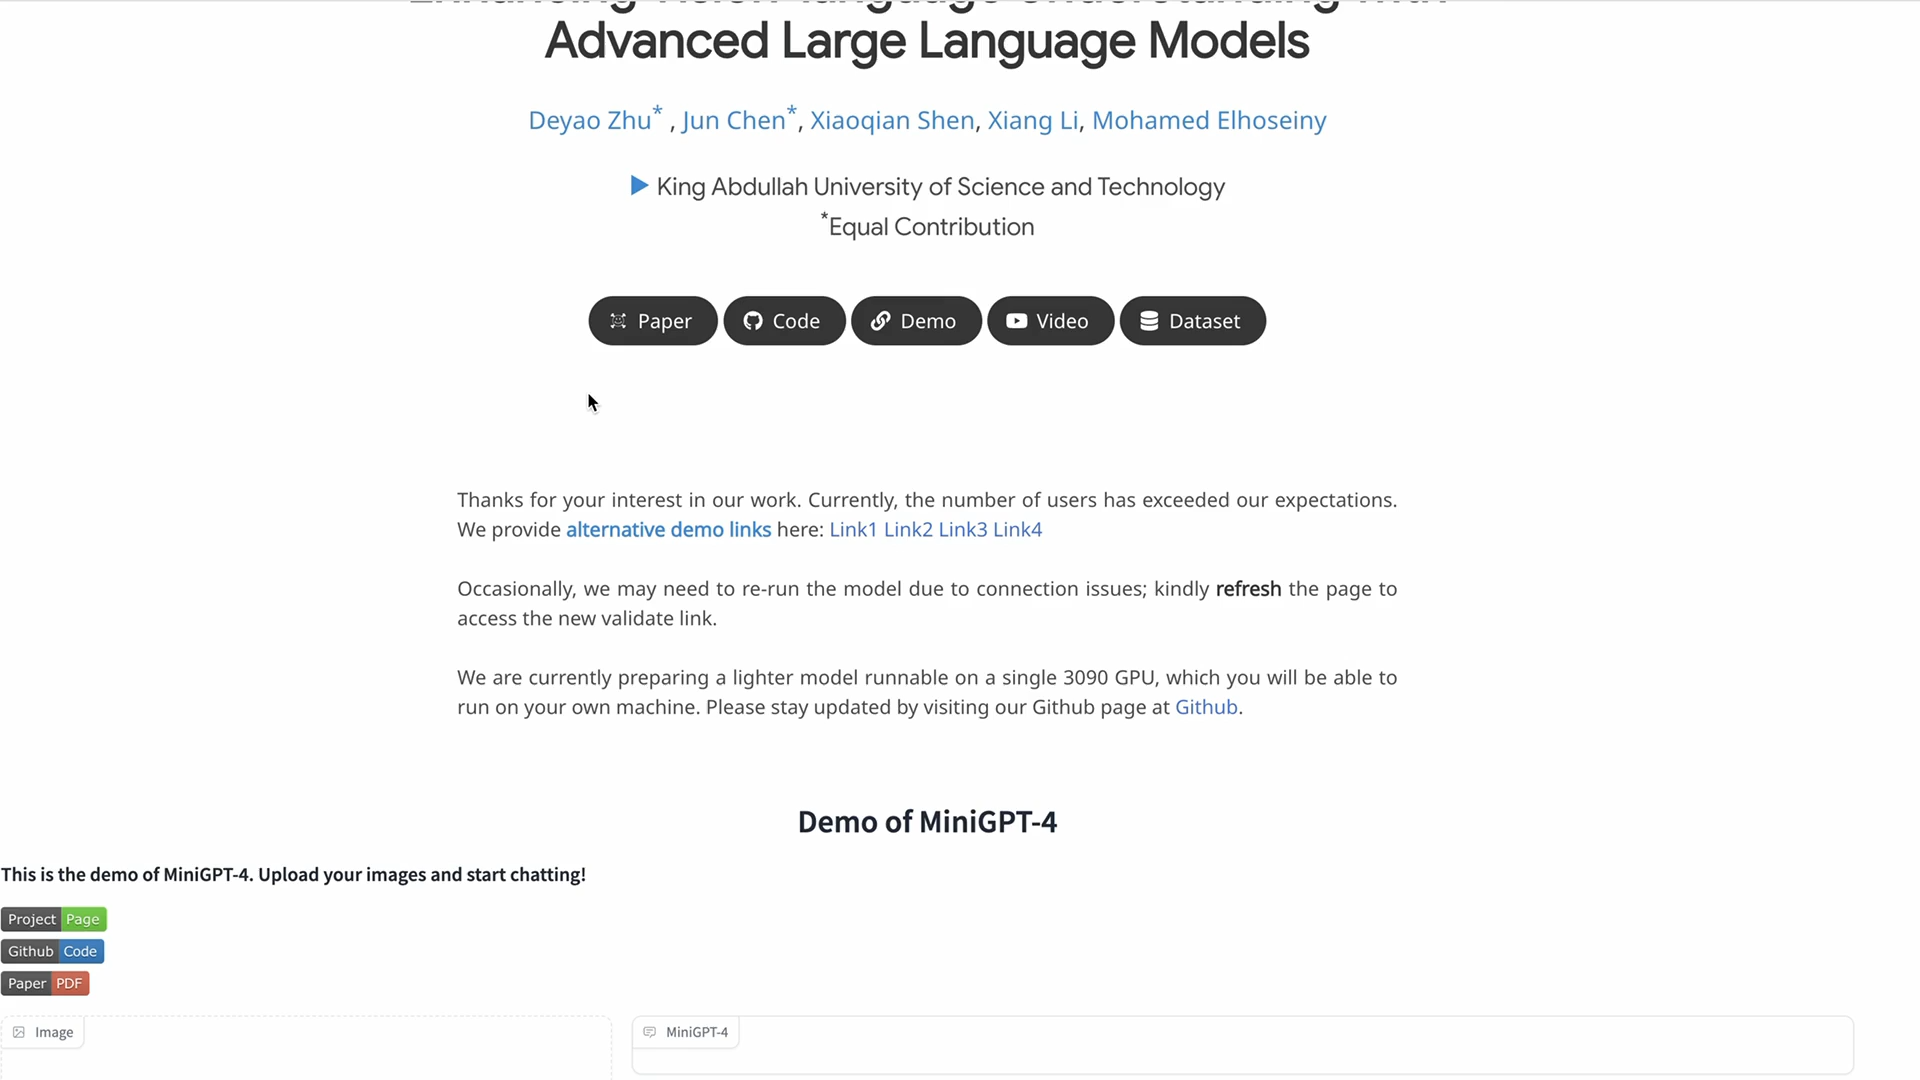 Enhancing Vision-language Understanding with
Advanced Large Language Models
Deyao Zhu* , Jun Chen*, Xiaoqian Shen, Xiang Li, Mohamed Elhoseiny
▶ King Abdullah University of Science and Technology
*Equal Contribution
Paper Code Demo Video Dataset
Thanks for your interest in our work. Currently, the number of users has exceeded our expectations.
We provide alternative demo links here: Link1 Link2 Link3 Link4
Occasionally, we may need to re-run the model due to connection issues; kindly refresh the page to
access the new validate link.
We are currently preparing a lighter model runnable on a single 3090 GPU, which you will be able to
run on your own machine. Please stay updated by visiting our Github page at Github.
Demo of MiniGPT-4
This is the demo of MiniGPT-4. Upload your images and start chatting!
Project Page
Github Code
Paper PDF
Image
MiniGPT-4